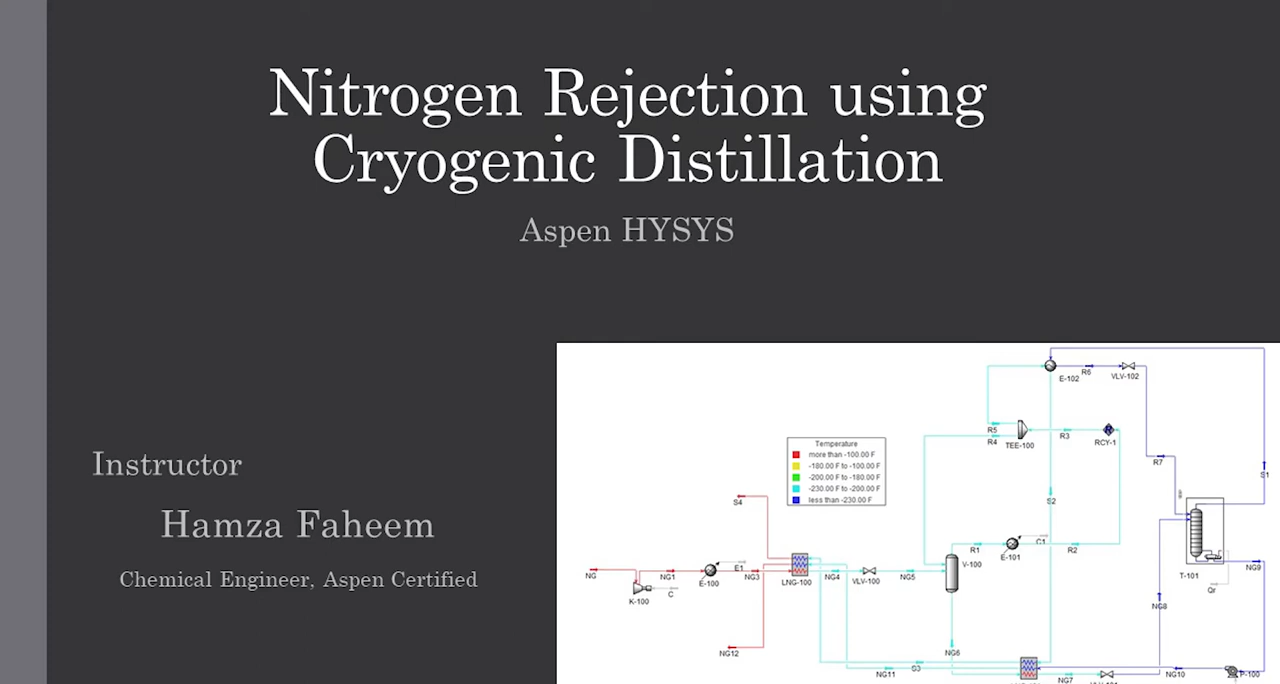 Nitrogen Rejection using
Cryogenic Distillation
Aspen HYSYS
Instructor
Hamza Faheem
Chemical Engineer, Aspen Certified
E-102
R6
VLV-102
R5
R4
TEE-100
R3
RCY-1
Temperature
more than -100.00 F
-180.00 F to -100.00 F
-200.00 F to -180.00 F
-230.00 F to -200.00 F
less than -230.00 F
R7
S1
S4
S2
R1
E-101
C1
R2
NG
K-100
NG1
C
E-100
E1
NG3
LNG-100
NG4
VLV-100
NG5
V-100
T-101
Qr
NG9
NG8
NG12
NG6
S3
NG11
NG7
NG10
P-100